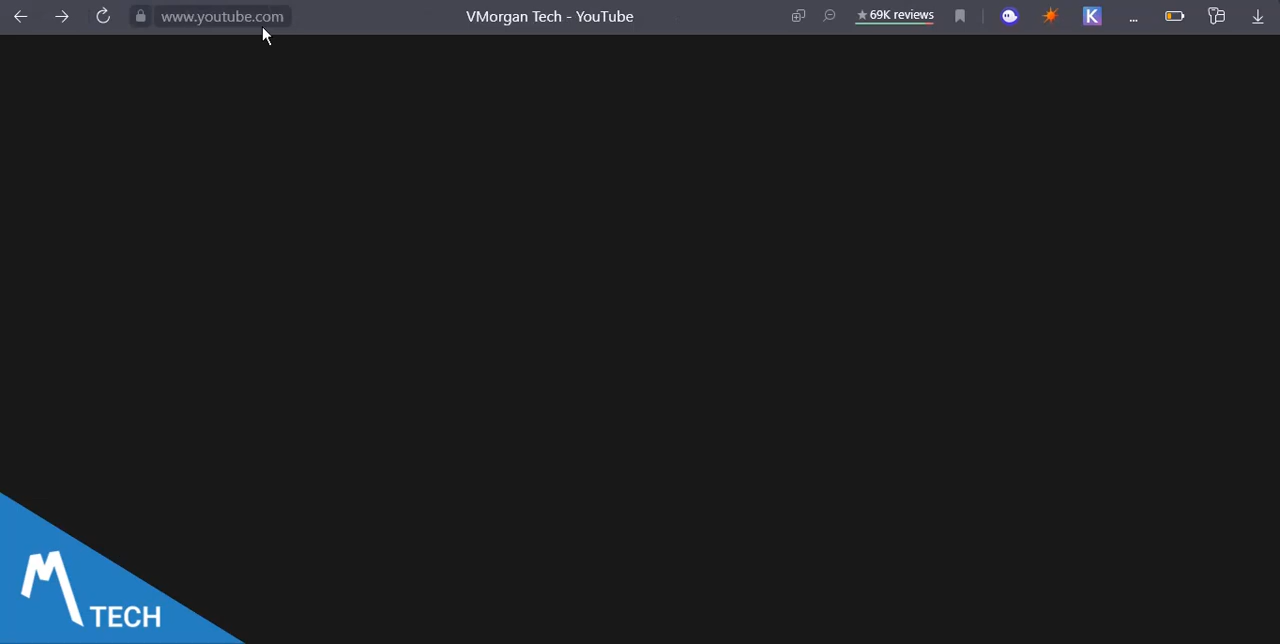 www.youtube.com
VMorgan Tech - YouTube
★ 69K reviews
K
...
TECH